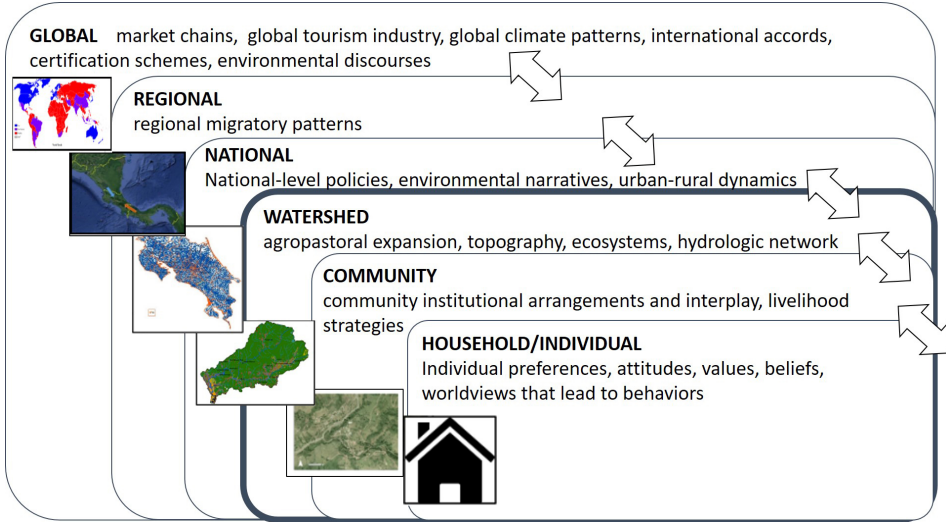 GLOBAL market chains, global tourism industry, global climate patterns, international accords,
certification schemes, environmental discourses
REGIONAL
regional migratory patterns
NATIONAL
National-level policies, environmental narratives, urban-rural dynamics
WATERSHED
agropastoral expansion, topography, ecosystems, hydrologic network
COMMUNITY
community institutional arrangements and interplay, livelihood
strategies
HOUSEHOLD/INDIVIDUAL
Individual preferences, attitudes, values, beliefs,
worldviews that lead to behaviors